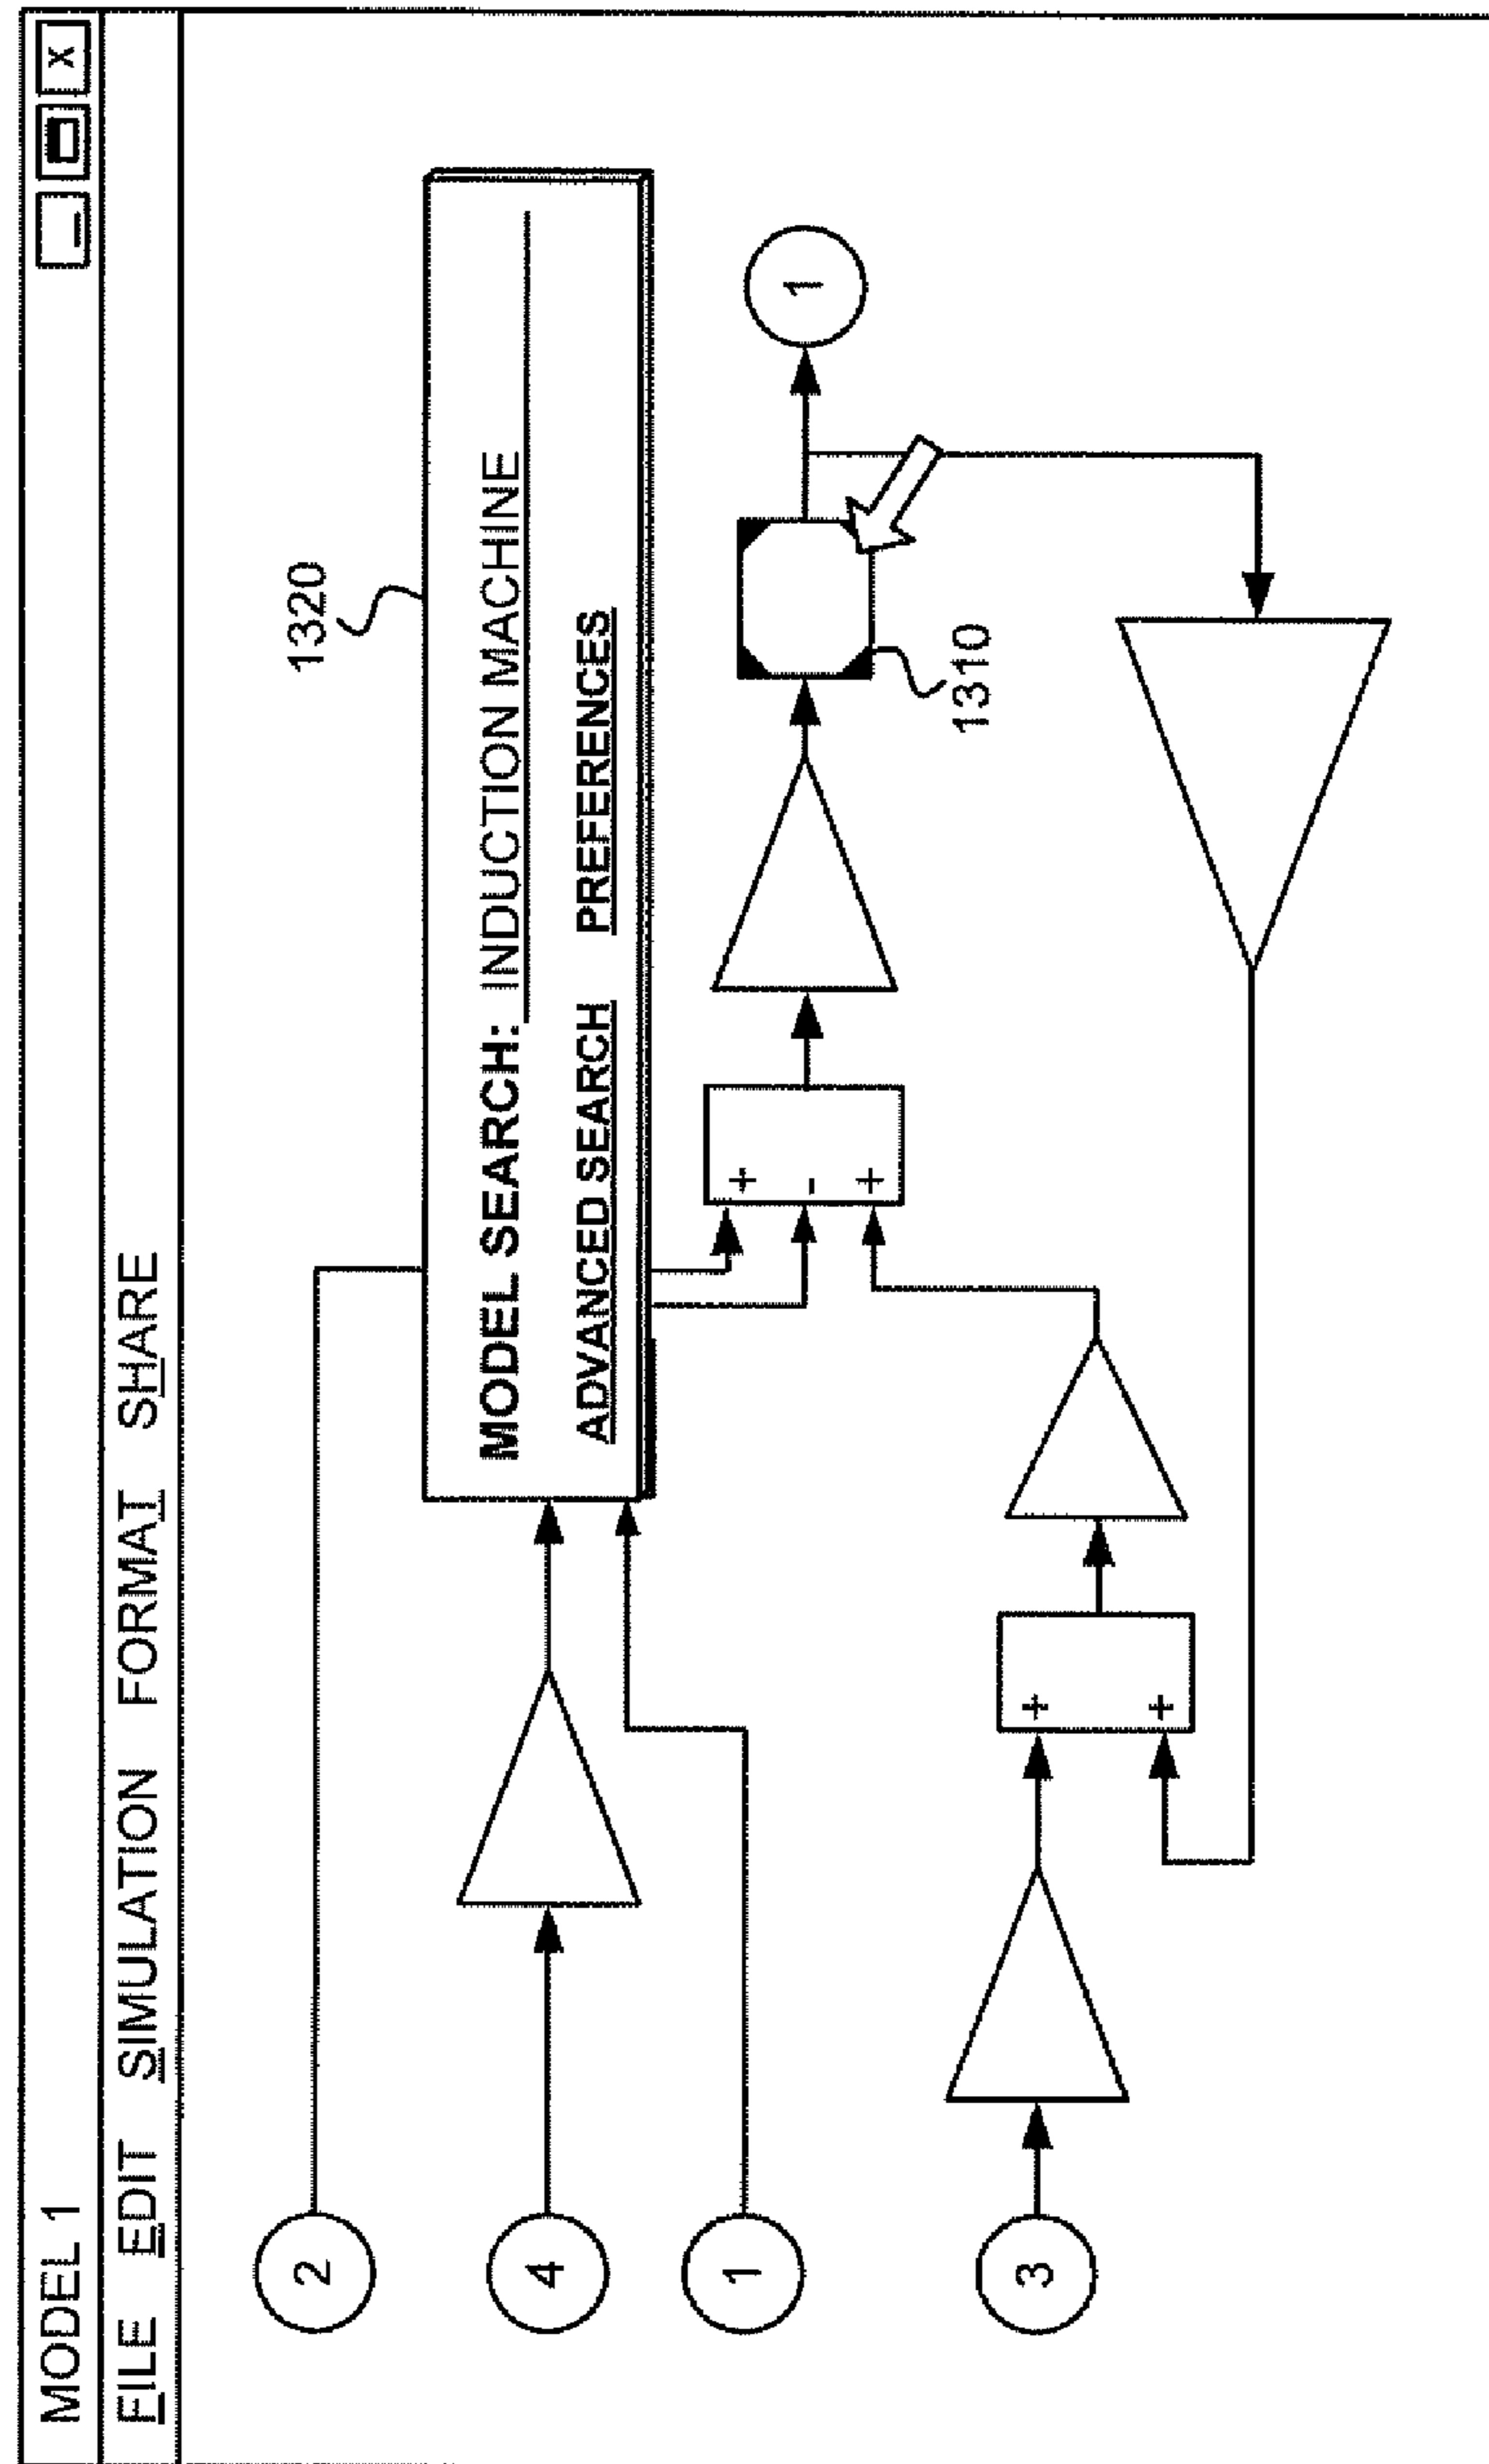 MODEL 1
_ X
FILE EDIT SIMULATION FORMAT SHARE
1320
2
MODEL SEARCH: INDUCTION MACHINE
4
ADVANCED SEARCH PREFERENCES
1
+
-
+
1
1310
3
+
+